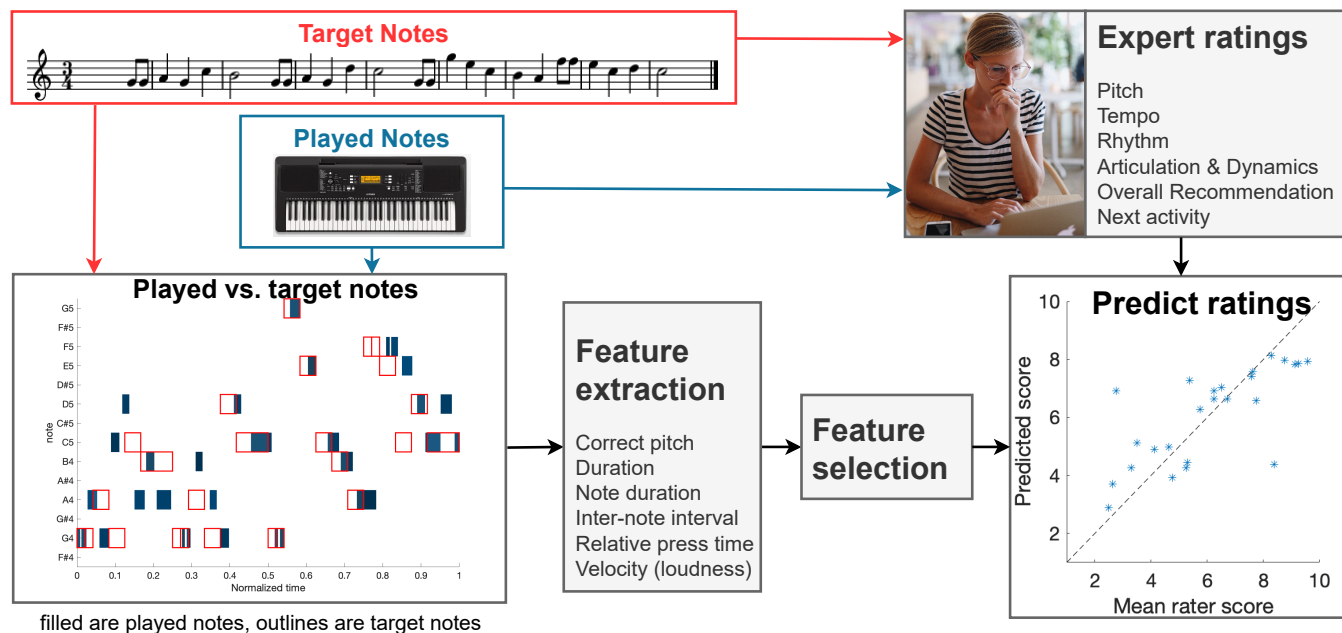 Target Notes
3
4
Played Notes
Expert ratings
Pitch
Tempo
Rhythm
Articulation & Dynamics
Overall Recommendation
Next activity
Played vs. target notes
note
G5
F#5
F5
E5
D#5
D5
C#5
C5
B4
A#4
A4
G#4
G4
F#4
0 0.1 0.2 0.3 0.4 0.5 0.6 0.7 0.8 0.9 1
Normalized time
filled are played notes, outlines are target notes
Feature
extraction
Correct pitch
Duration
Note duration
Inter-note interval
Relative press time
Velocity (loudness)
Feature
selection
Predict ratings
Predicted score
10
8
6
4
2
2 4 6 8 10
Mean rater score